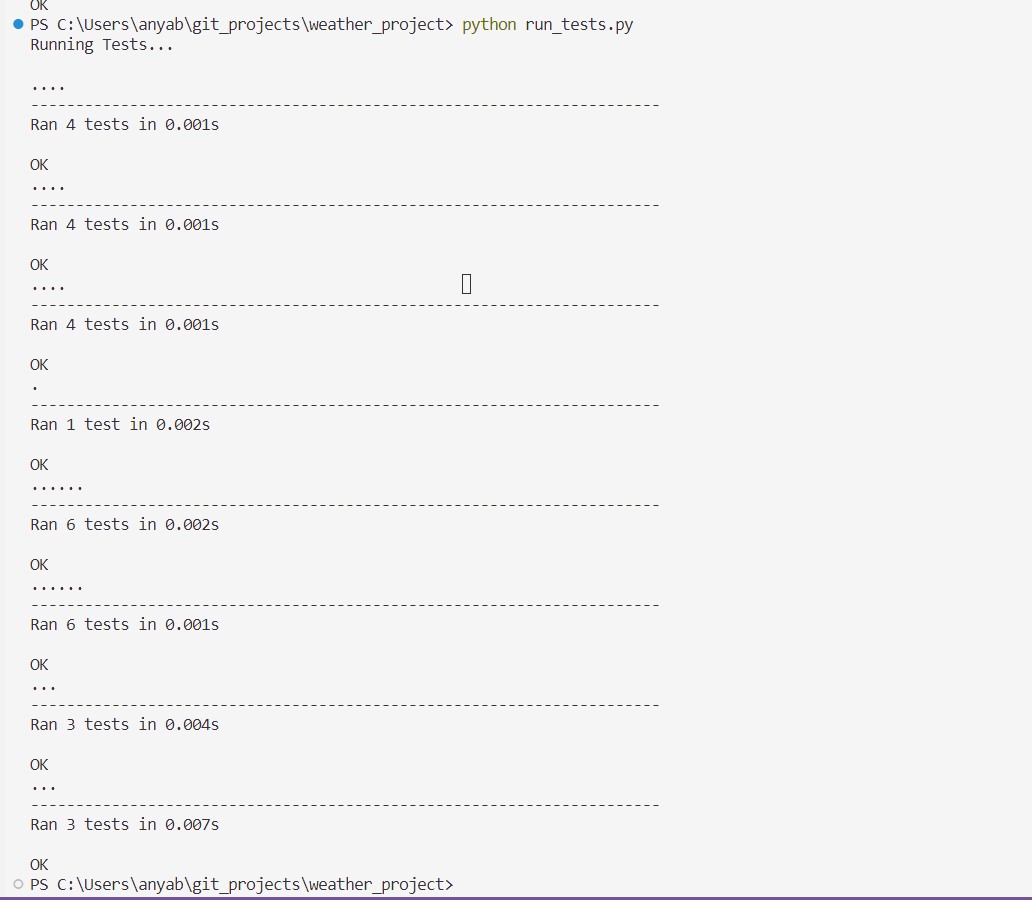 OK
PS C:\Users\anyab\git_projects\weather_project> python run_tests.py
Running Tests...
....
----------------------------------------------------------------------
Ran 4 tests in 0.001s
OK
....
----------------------------------------------------------------------
Ran 4 tests in 0.001s
OK
....
----------------------------------------------------------------------
Ran 4 tests in 0.001s
OK
.
----------------------------------------------------------------------
Ran 1 test in 0.002s
OK
......
----------------------------------------------------------------------
Ran 6 tests in 0.002s
OK
......
----------------------------------------------------------------------
Ran 6 tests in 0.001s
OK
...
----------------------------------------------------------------------
Ran 3 tests in 0.004s
OK
...
----------------------------------------------------------------------
Ran 3 tests in 0.007s
OK
PS C:\Users\anyab\git_projects\weather_project>